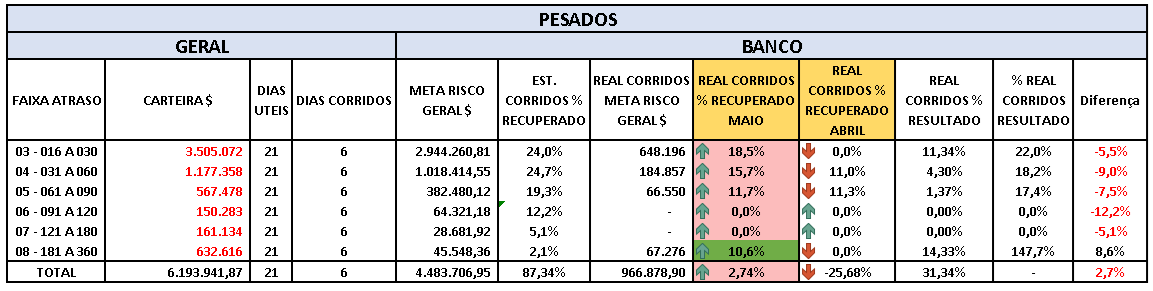 PESADOS
GERAL BANCO
FAIXA ATRASO CARTEIRA $ DIAS UTEIS DIAS CORRIDOS META RISCO GERAL $ EST. CORRIDOS % RECUPERADO REAL CORRIDOS META RISCO GERAL $ REAL CORRIDOS % RECUPERADO MAIO REAL CORRIDOS % RECUPERADO ABRIL REAL CORRIDOS % RESULTADO % REAL CORRIDOS RESULTADO Diferença
03 - 016 A 030 3.505.072 21 6 2.944.260,81 24,0% 648.196 18,5% 0,0% 11,34% 22,0% -5,5%
04 - 031 A 060 1.177.358 21 6 1.018.414,55 24,7% 184.857 15,7% 11,0% 4,30% 18,2% -9,0%
05 - 061 A 090 567.478 21 6 382.480,12 19,3% 66.550 11,7% 11,3% 1,37% 17,4% -7,5%
06 - 091 A 120 150.283 21 6 64.321,18 12,2% - 0,0% 0,0% 0,00% 0,0% -12,2%
07 - 121 A 180 161.134 21 6 28.681,92 5,1% - 0,0% 0,0% 0,00% 0,0% -5,1%
08 - 181 A 360 632.616 21 6 45.548,36 2,1% 67.276 10,6% 0,0% 14,33% 147,7% 8,6%
TOTAL 6.193.941,87 21 6 4.483.706,95 87,34% 966.878,90 2,74% -25,68% 31,34% - 2,7%